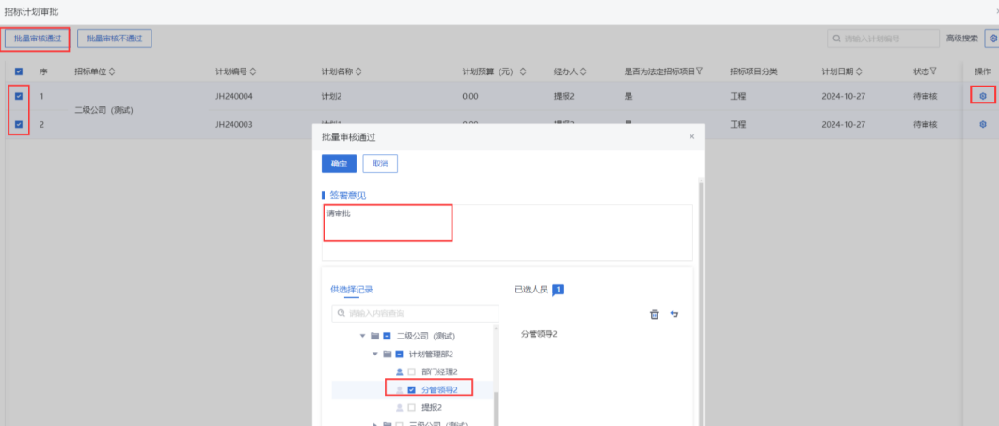 招标计划审批
批量审核通过 批量审核不通过 请输入计划编号 高级搜索
序 招标单位 计划编号 计划名称 计划预算（元） 经办人 是否为法定招标项目 招标项目分类 计划日期 状态 操作
1 JH240004 计划2 0.00 提报2 是 工程 2024-10-27 待审核
二级公司（测试）
2 JH240003 工程 2024-10-27 待审核
批量审核通过
确定 取消
签署意见
请审批
供选择记录 已选人员 1
请输入内容查询
二级公司（测试） 分管领导2
计划管理部2
部门经理2
分管领导2
提报2
三级公司（测试）